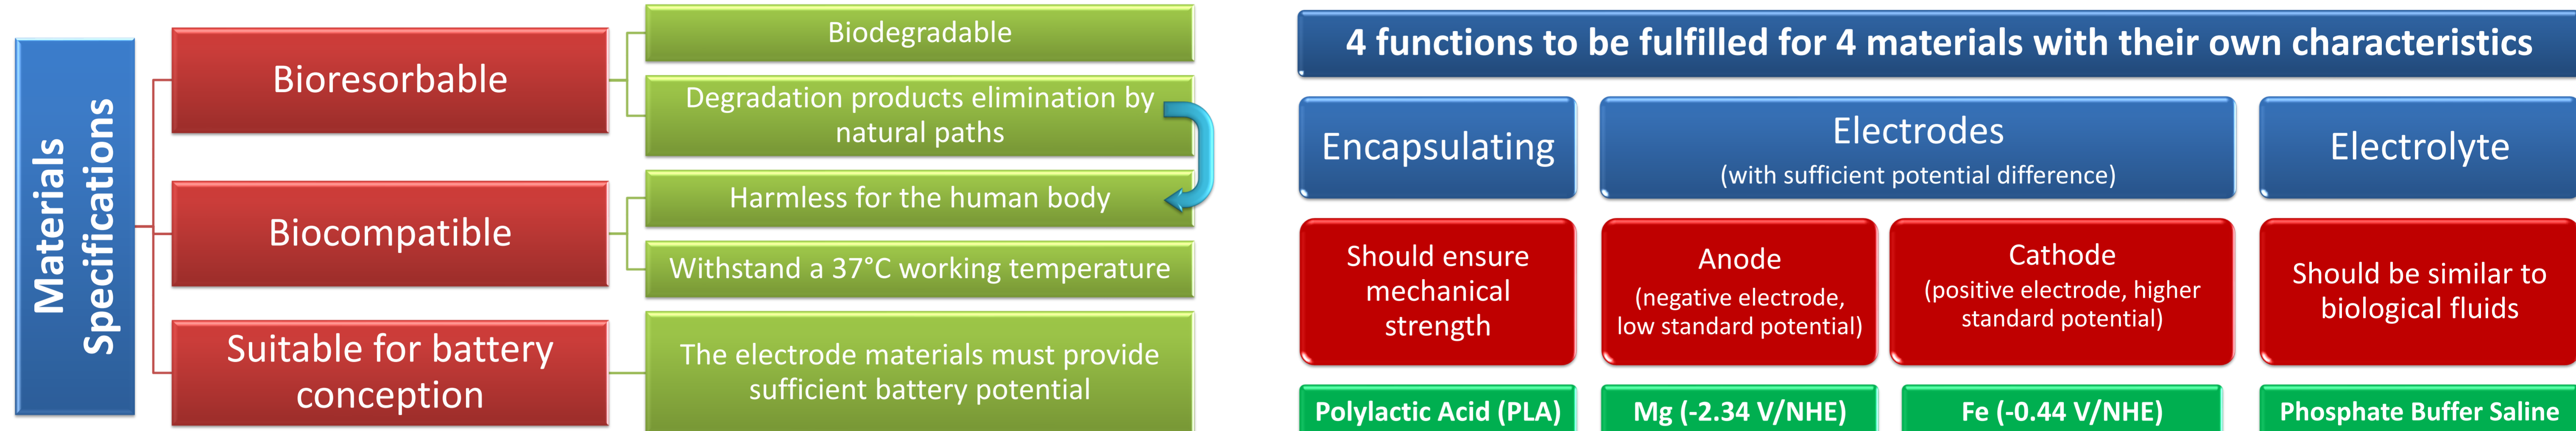 Materials
Specifications
Bioresorbable
Biodegradable
Degradation products elimination by
natural paths
Biocompatible
Harmless for the human body
Withstand a 37°C working temperature
Suitable for battery
conception
The electrode materials must provide
sufficient battery potential
4 functions to be fulfilled for 4 materials with their own characteristics
Encapsulating
Electrodes
(with sufficient potential difference)
Electrolyte
Should ensure
mechanical
strength
Anode
(negative electrode,
low standard potential)
Cathode
(positive electrode, higher
standard potential)
Should be similar to
biological fluids
Polylactic Acid (PLA)
Mg (-2.34 V/NHE)
Fe (-0.44 V/NHE)
Phosphate Buffer Saline